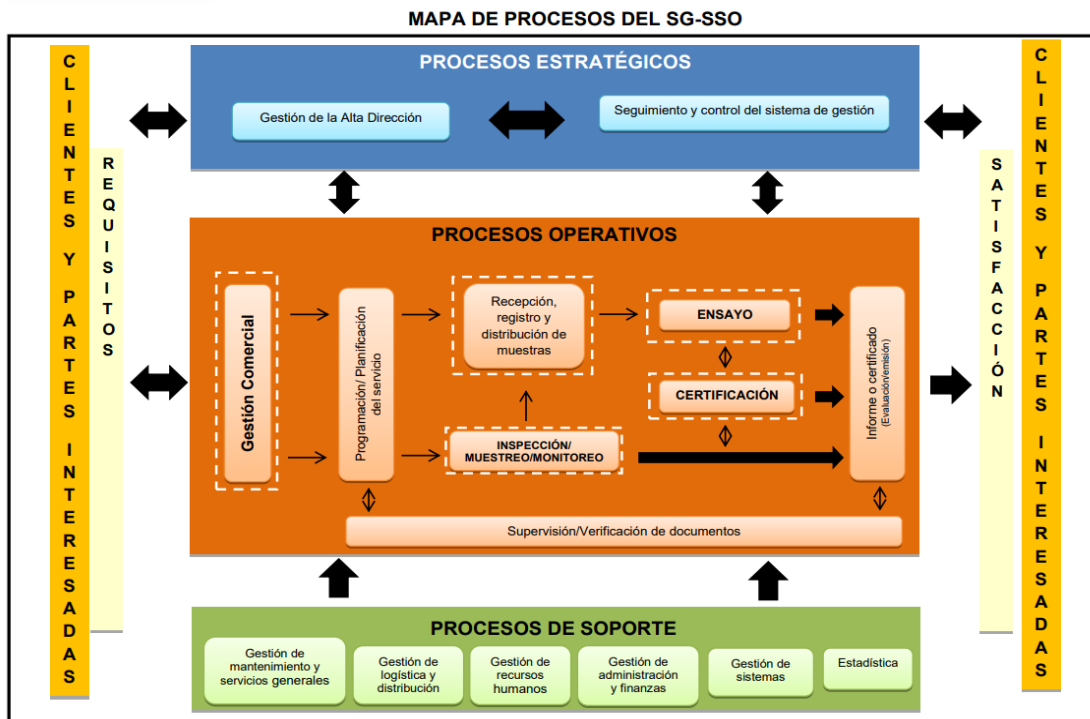 MAPA DE PROCESOS DEL SG-SSO
CLIENTES Y PARTES INTERESADAS
REQUISITOS
PROCESOS ESTRATÉGICOS
Gestión de la Alta Dirección
Seguimiento y control del sistema de gestión
PROCESOS OPERATIVOS
Gestión Comercial
Programación/ Planificación
del servicio
Recepción,
registro y
distribución de
muestras
INSPECCIÓN/
MUESTREO/MONITOREO
ENSAYO
CERTIFICACIÓN
Informe o certificado
(Evaluación/emisión)
Supervisión/Verificación de documentos
PROCESOS DE SOPORTE
Gestión de
mantenimiento y
servicios generales
Gestión de
logística y
distribución
Gestión de
recursos
humanos
Gestión de
administración
y finanzas
Gestión de
sistemas
Estadística
SATISFACCIÓN
CLIENTES Y PARTES INTERESADAS